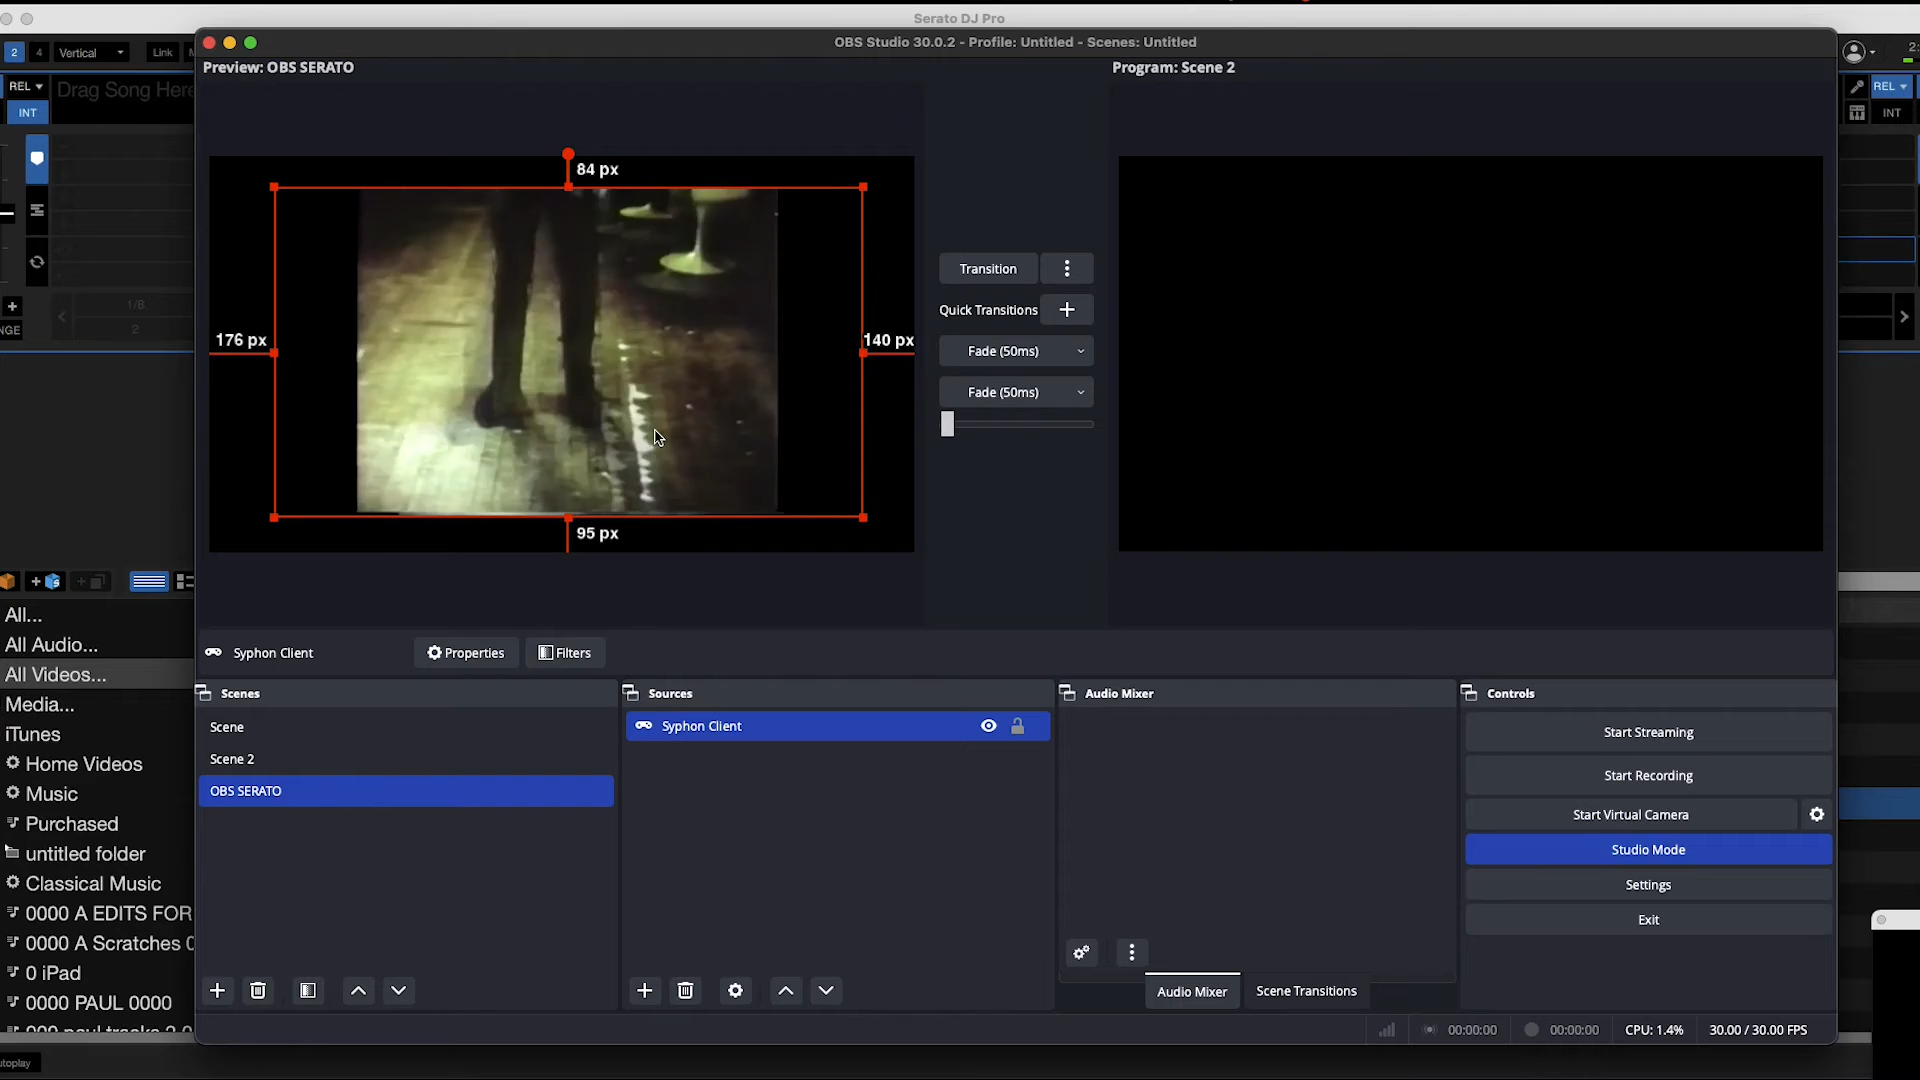 Serato DJ Pro
2 4 Vertical Link
OBS Studio 30.0.2 - Profile: Untitled - Scenes: Untitled
Preview: OBS SERATO
Program: Scene 2
REL Drag Song Here
INT
REL
INT
84 px
176 px
140 px
95 px
1/8
2
NGE
Transition
Quick Transitions
Fade (50ms)
Fade (50ms)
Syphon Client
Properties
Filters
Scenes
Scene
Scene 2
OBS SERATO
Sources
Syphon Client
Audio Mixer
Audio Mixer
Scene Transitions
Controls
Start Streaming
Start Recording
Start Virtual Camera
Studio Mode
Settings
Exit
00:00:00
00:00:00
CPU: 1.4%
30.00 / 30.00 FPS
All...
All Audio...
All Videos...
Media...
iTunes
Home Videos
Music
Purchased
untitled folder
Classical Music
0000 A EDITS FOR
0000 A Scratches
0 iPad
0000 PAUL 0000
utoplay